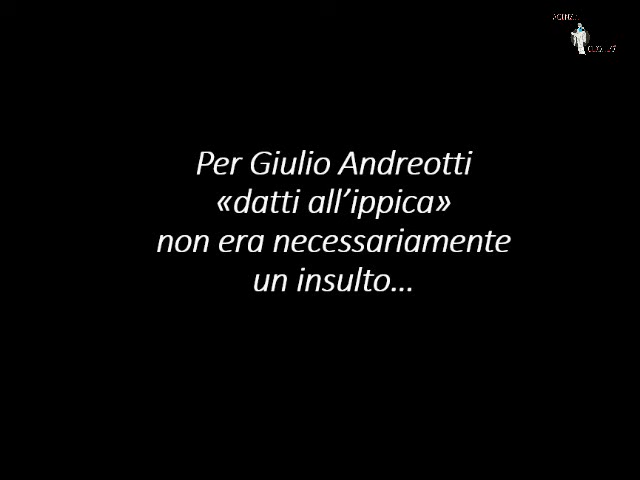 Per Giulio Andreotti
«datti all’ippica»
non era necessariamente
un insulto...